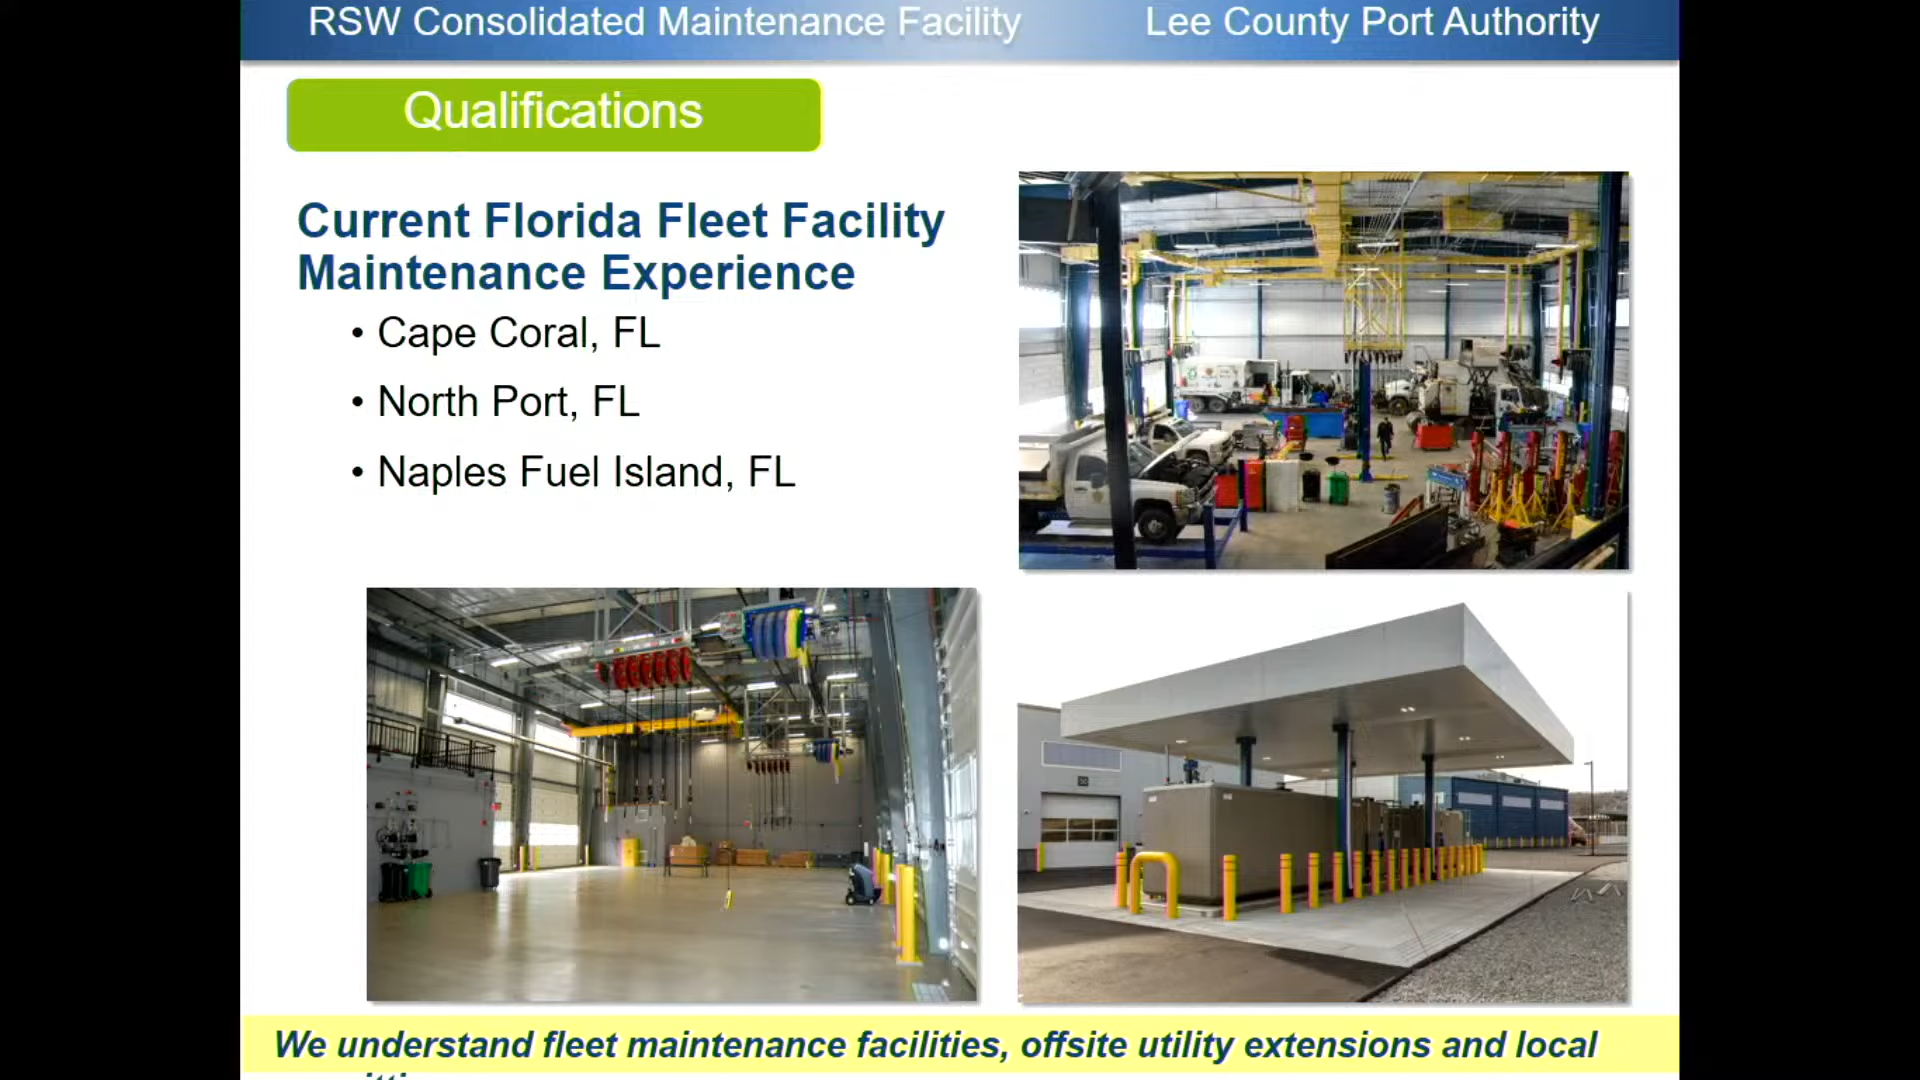 RSW Consolidated Maintenance Facility Lee County Port Authority
Qualifications
Current Florida Fleet Facility
Maintenance Experience
• Cape Coral, FL
• North Port, FL
• Naples Fuel Island, FL
We understand fleet maintenance facilities, offsite utility extensions and local